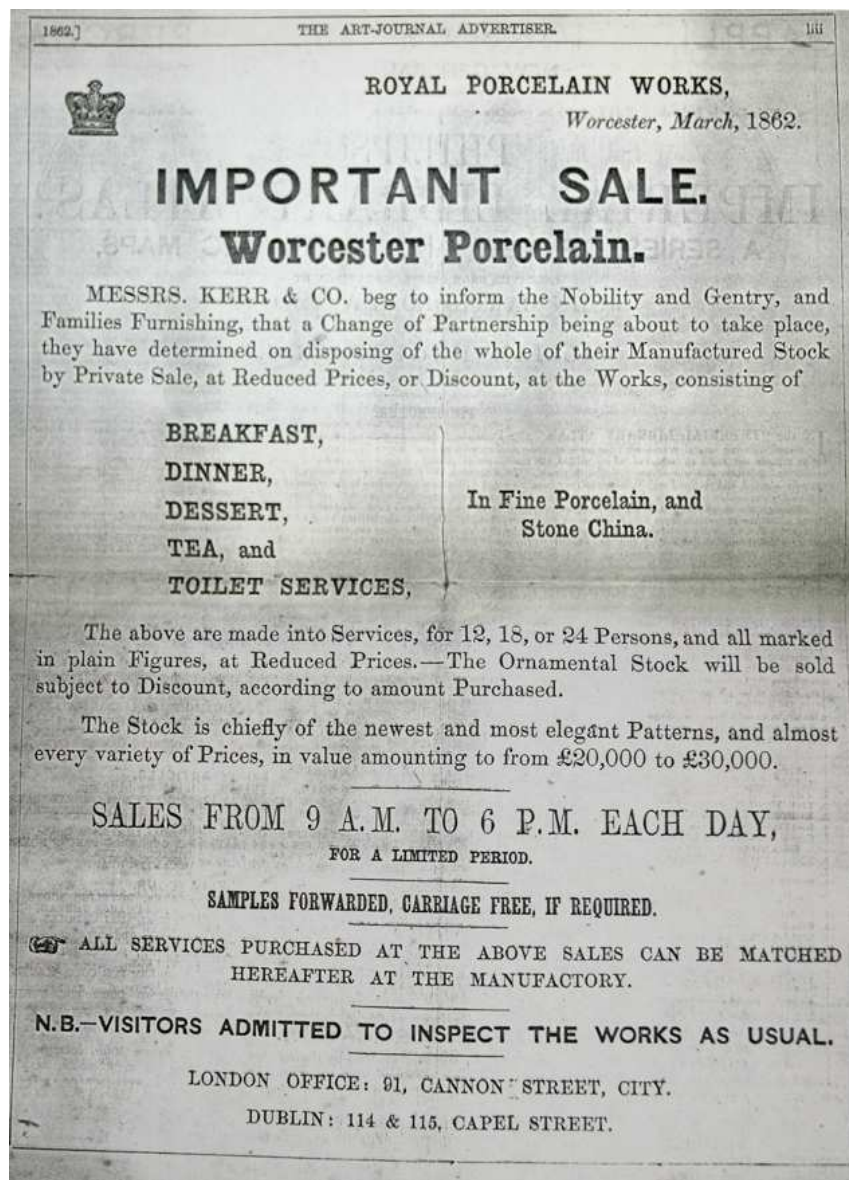 1862.] THE ART-JOURNAL ADVERTISER. liii
ROYAL PORCELAIN WORKS,
Worcester, March, 1862.
IMPORTANT SALE.
Worcester Porcelain.
MESSRS. KERR & CO. beg to inform the Nobility and Gentry, and
Families Furnishing, that a Change of Partnership being about to take place,
they have determined on disposing of the whole of their Manufactured Stock
by Private Sale, at Reduced Prices, or Discount, at the Works, consisting of
BREAKFAST,
DINNER,
DESSERT,
TEA, and
TOILET SERVICES,
In Fine Porcelain, and
Stone China.
The above are made into Services, for 12, 18, or 24 Persons, and all marked
in plain Figures, at Reduced Prices.—The Ornamental Stock will be sold
subject to Discount, according to amount Purchased.
The Stock is chiefly of the newest and most elegant Patterns, and almost
every variety of Prices, in value amounting to from £20,000 to £30,000.
SALES FROM 9 A.M. TO 6 P.M. EACH DAY,
FOR A LIMITED PERIOD.
SAMPLES FORWARDED, CARRIAGE FREE, IF REQUIRED.
ALL SERVICES PURCHASED AT THE ABOVE SALES CAN BE MATCHED
HEREAFTER AT THE MANUFACTORY.
N.B.—VISITORS ADMITTED TO INSPECT THE WORKS AS USUAL.
LONDON OFFICE: 91, CANNON STREET, CITY.
DUBLIN: 114 & 115, CAPEL STREET.